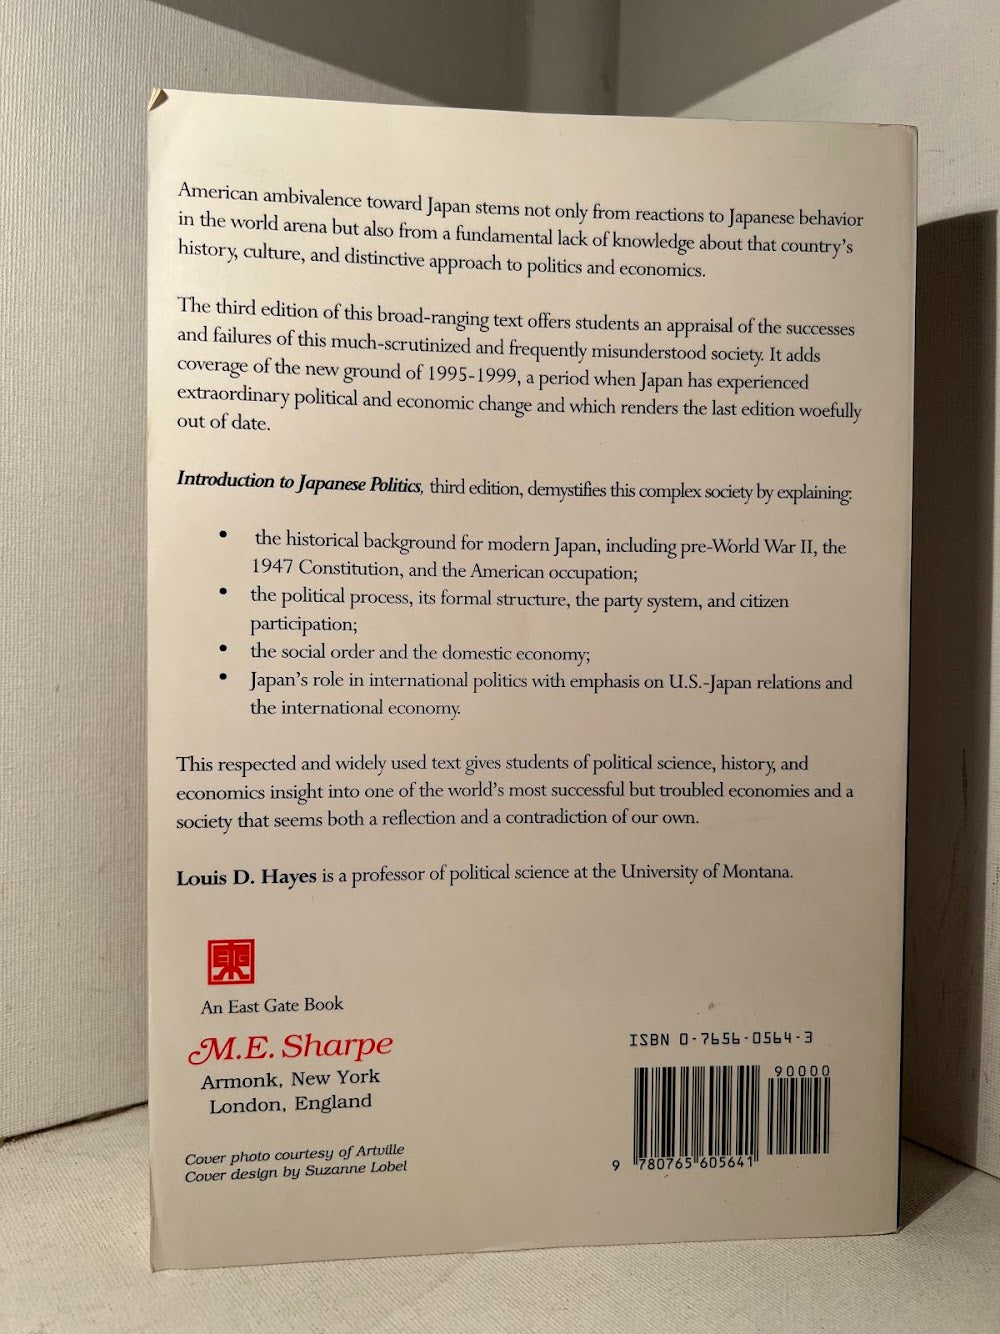 American ambivalence toward Japan stems not only from reactions to Japanese behavior
in the world arena but also from a fundamental lack of knowledge about that country's
history, culture, and distinctive approach to politics and economics.
The third edition of this broad-ranging text offers students an appraisal of the successes
and failures of this much-scrutinized and frequently misunderstood society. It adds
coverage of the new ground of 1995-1999, a period when Japan has experienced
extraordinary political and economic change and which renders the last edition woefully
out of date.
Introduction to Japanese Politics, third edition, demystifies this complex society by explaining:
• the historical background for modern Japan, including pre-World War II, the
1947 Constitution, and the American occupation;
• the political process, its formal structure, the party system, and citizen
participation;
• the social order and the domestic economy;
• Japan's role in international politics with emphasis on U.S.-Japan relations and
the international economy.
This respected and widely used text gives students of political science, history, and
economics insight into one of the world's most successful but troubled economies and a
society that seems both a reflection and a contradiction of our own.
Louis D. Hayes is a professor of political science at the University of Montana.
An East Gate Book
M.E. Sharpe
Armonk, New York
London, England
Cover photo courtesy of Artville
Cover design by Suzanne Lobel
ISBN 0-7656-0564-3
90000
9 780765 605641